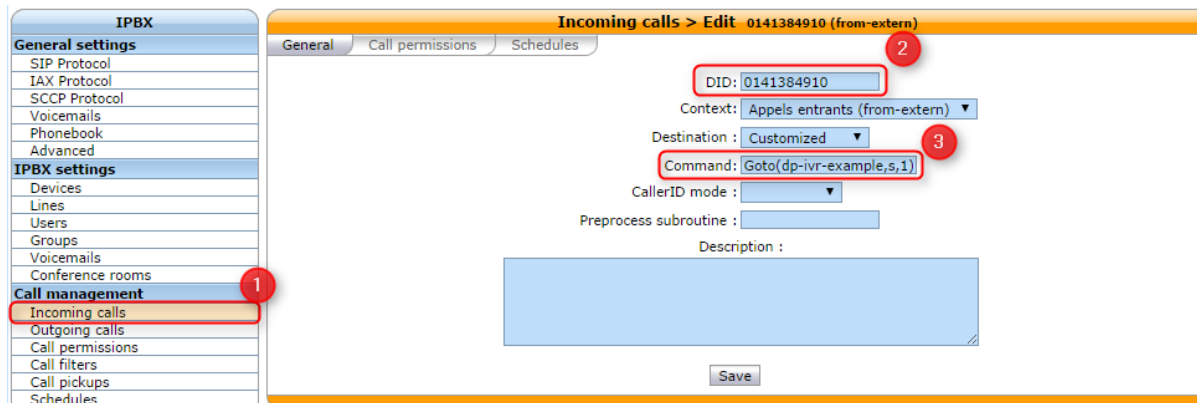 IPBX
General settings
SIP Protocol
IAX Protocol
SCCP Protocol
Voicemails
Phonebook
Advanced
IPBX settings
Devices
Lines
Users
Groups
Voicemails
Conference rooms
Call management
1
Incoming calls
Outgoing calls
Call permissions
Call filters
Call pickups
Schedules
Incoming calls > Edit 0141384910 (from-extern)
General Call permissions Schedules
2
DID: 0141384910
Context: Appels entrants (from-extern)
Destination : Customized
3
Command: Goto(dp-ivr-example,s,1)
CallerID mode :
Preprocess subroutine :
Description :
Save